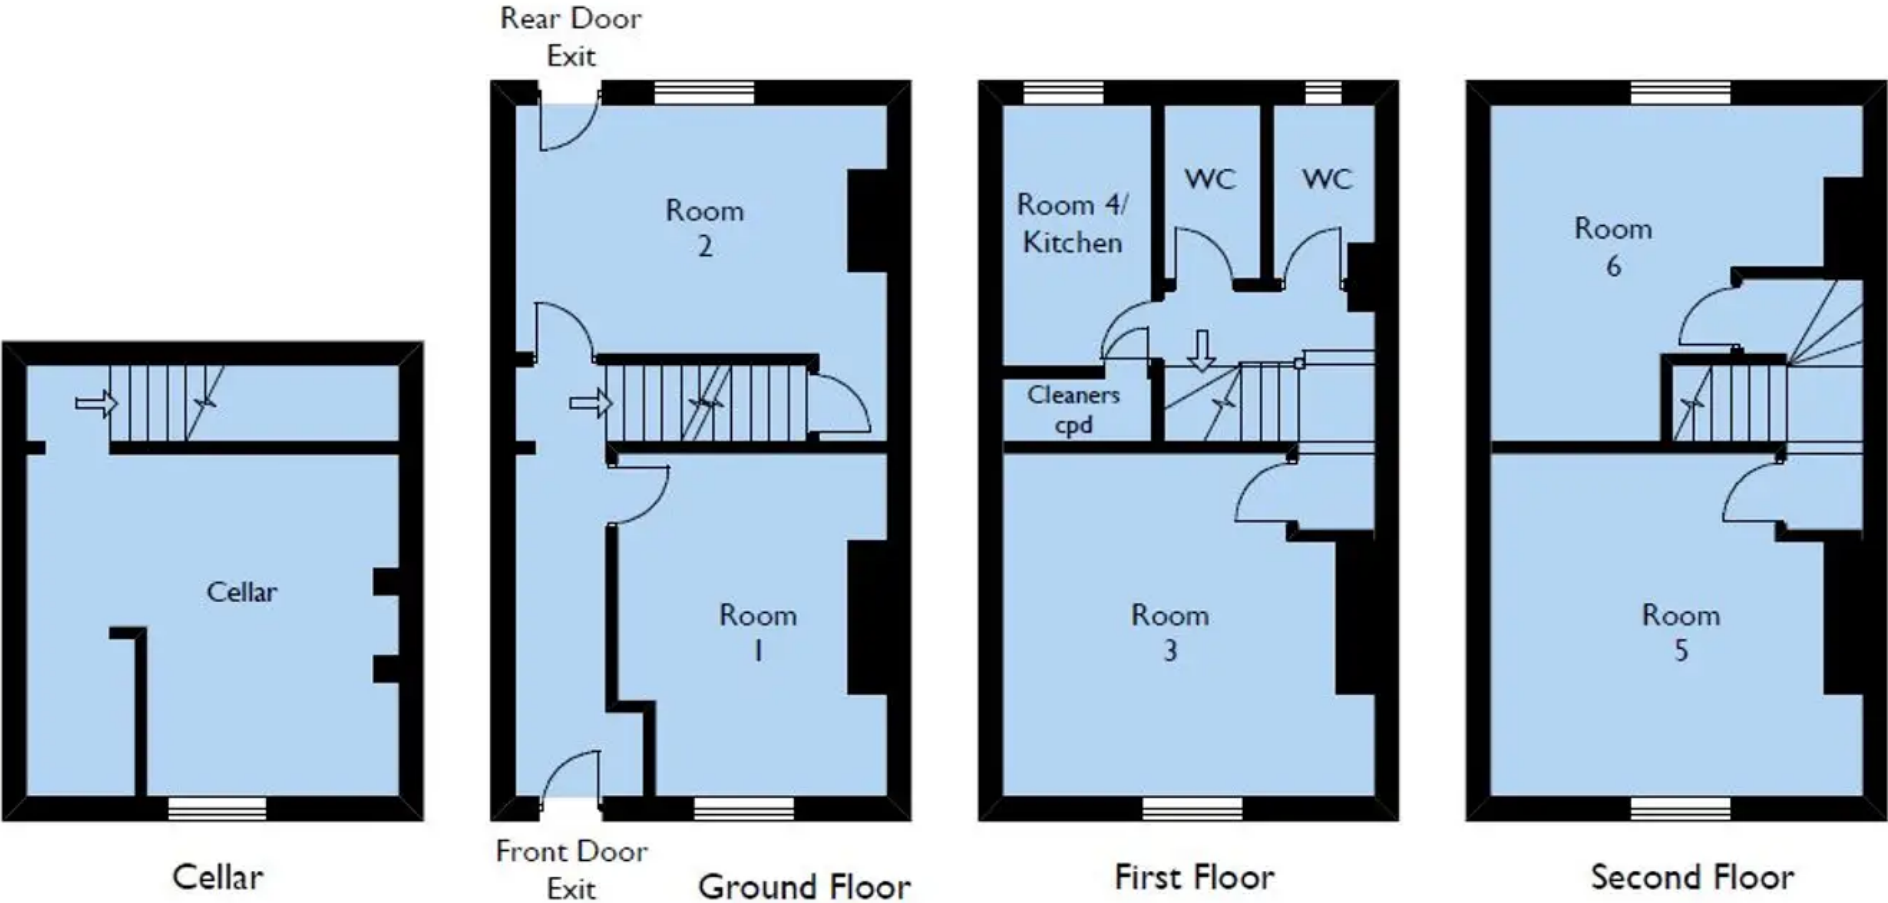 Rear Door
Exit
Room
2
Room
1
Front Door
Exit
Cellar
Cellar
Ground Floor
Room 4/
Kitchen
WC
WC
Cleaners
cpd
Room
3
First Floor
Room
6
Room
5
Second Floor